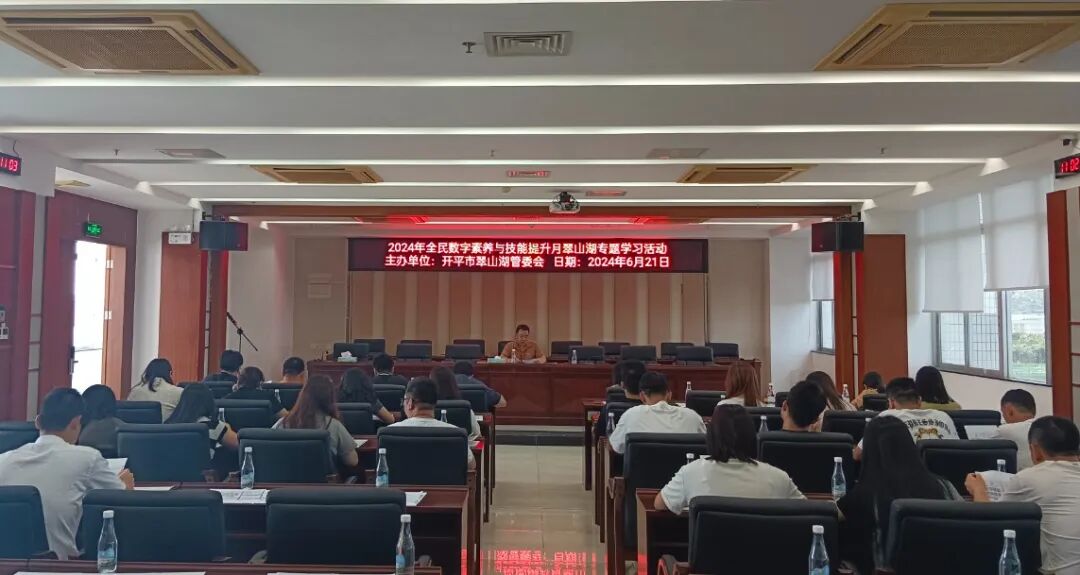 2024年全民数字素养与技能提升月翠山湖专题学习活动
主办单位：开平市翠山湖管委会 日期：2024年6月21日
1103
1102